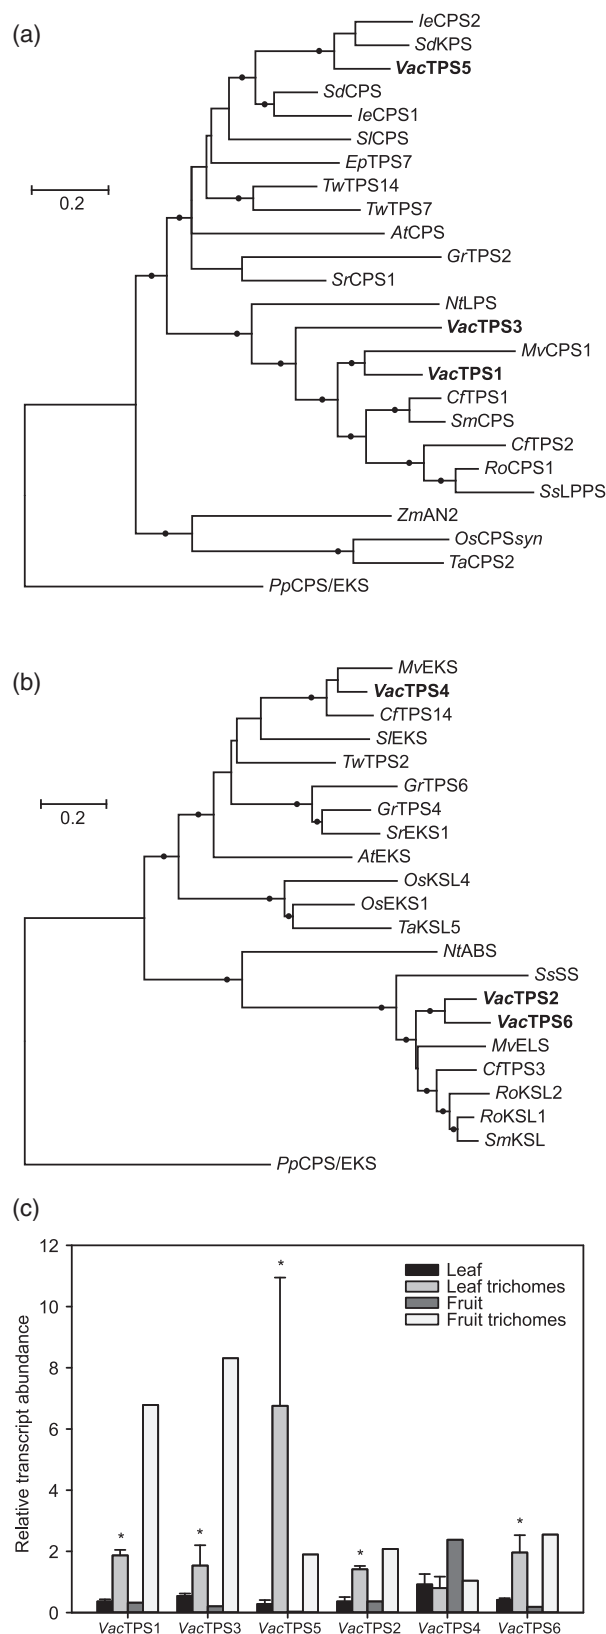 (a)
IeCPS2
SdKPS
VacTPS5
SdCPS
IeCPS1
SlCPS
EpTPS7
TwTPS14
0.2
TwTPS7
AtCPS
GrTPS2
SrCPS1
NtLPS
VacTPS3
MvCPS1
VacTPS1
CfTPS1
SmCPS
CfTPS2
RoCPS1
SsLPPS
ZmAN2
OsCPSsyn
TaCPS2
PpCPS/EKS
(b)
MvEKS
VacTPS4
CfTPS14
SlEKS
TwTPS2
GrTPS6
0.2
GrTPS4
SrEKS1
AtEKS
OsKSL4
OsEKS1
TaKSL5
NtABS
SsSS
VacTPS2
VacTPS6
MvELS
CfTPS3
RoKSL2
RoKSL1
SmKSL
PpCPS/EKS
(c)
Relative transcript abundance
12
10
8
6
4
2
0
Leaf
Leaf trichomes
Fruit
Fruit trichomes
* * * * *
VacTPS1 VacTPS3 VacTPS5 VacTPS2 VacTPS4 VacTPS6